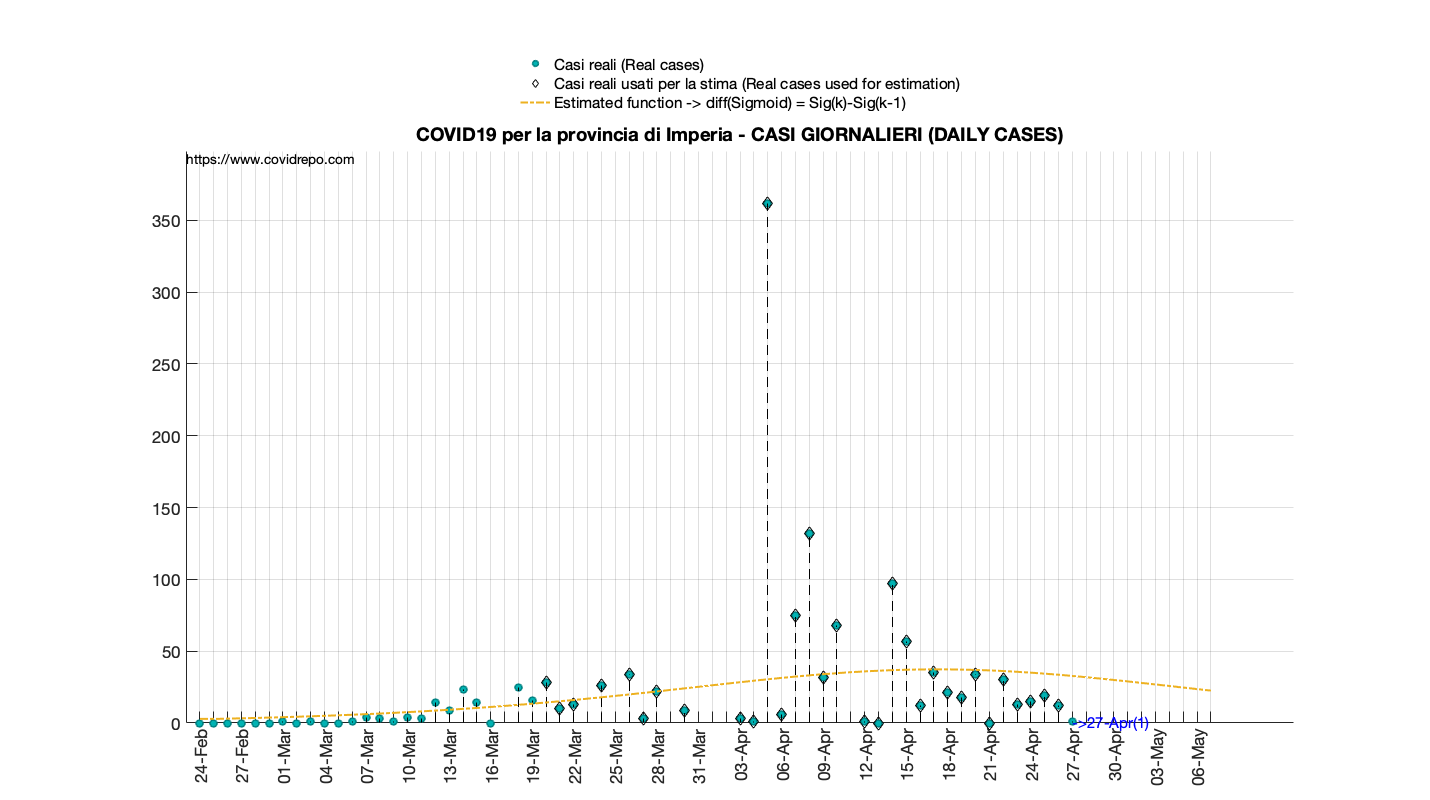 Casi reali (Real cases)
Casi reali usati per la stima (Real cases used for estimation)
Estimated function -> diff(Sigmoid) = Sig(k)-Sig(k-1)
COVID19 per la provincia di Imperia - CASI GIORNALIERI (DAILY CASES)
https://www.covidrepo.com
350
300
250
200
150
100
50
0
->27-Apr(1)
24-Feb
27-Feb
01-Mar
04-Mar
07-Mar
10-Mar
13-Mar
16-Mar
19-Mar
22-Mar
25-Mar
28-Mar
31-Mar
03-Apr
06-Apr
09-Apr
12-Apr
15-Apr
18-Apr
21-Apr
24-Apr
27-Apr
30-Apr
03-May
06-May